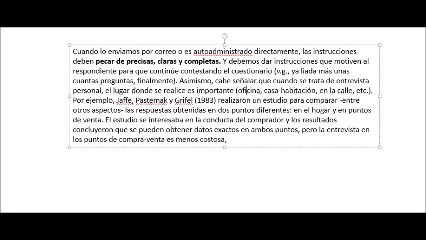 Cuando lo enviamos por correo o es autoadministrado directamente, las instrucciones
deben pecar de precisas, claras y completas. Y debemos dar instrucciones que motiven al
respondiente para que continúe contestando el cuestionario (v.g., ya llada más unas
cuantas preguntas, finalmente). Asimismo, cabe señalar que cuando se trata de entrevista
personal, el lugar donde se realice es importante (oficina, casa-habitación, en la calle, etc.).
Por ejemplo, Jaffe, Pasternak y Grifel (1983) realizaron un estudio para comparar -entre
otros aspectos- las respuestas obtenidas en dos puntos diferentes: en el hogar y en puntos
de venta. El estudio se interesaba en la conducta del comprador y los resultados
concluyeron que se pueden obtener datos exactos en ambos puntos, pero la entrevista en
los puntos de compra-venta es menos costosa,